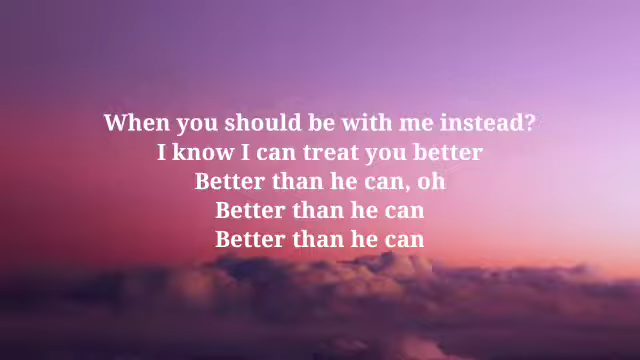 When you should be with me instead?
I know I can treat you better
Better than he can, oh
Better than he can
Better than he can